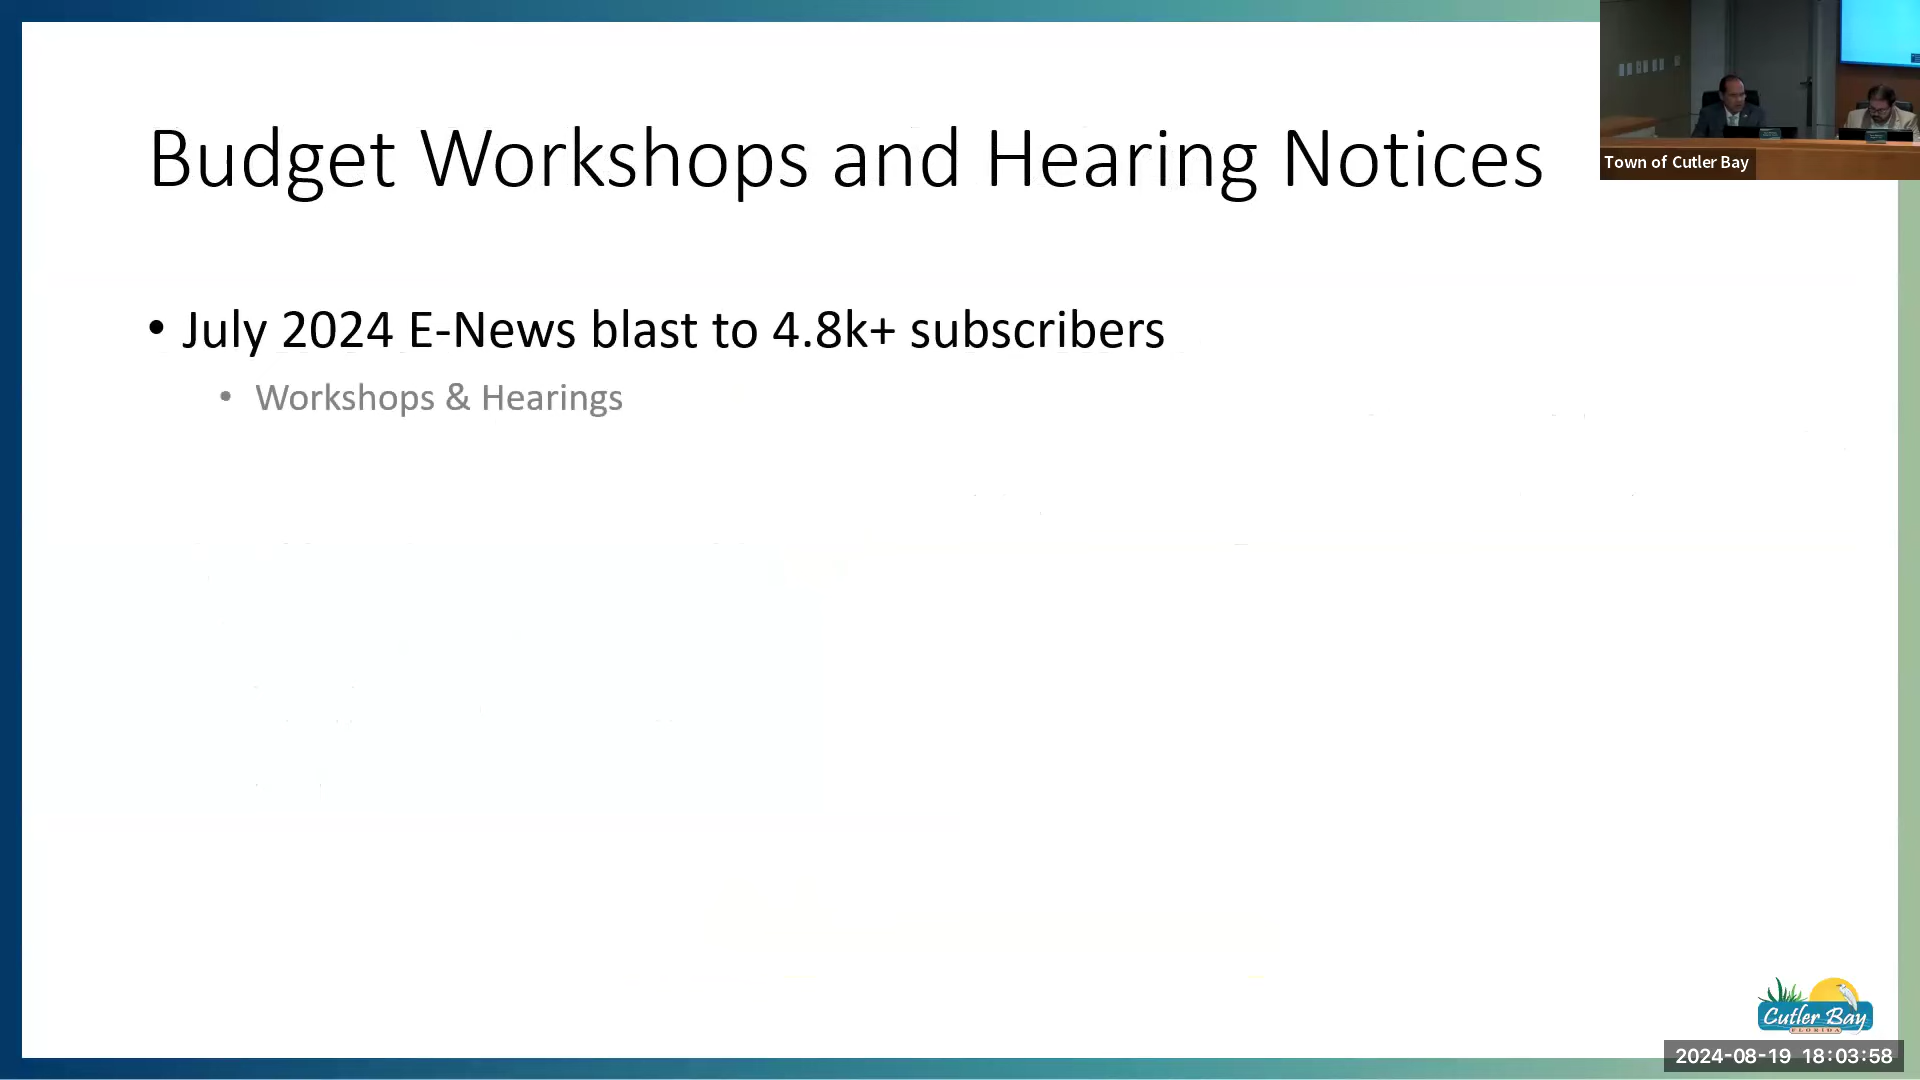 Budget Workshops and Hearing Notices
Town of Cutler Bay
• July 2024 E-News blast to 4.8k+ subscribers
• Workshops & Hearings
Cutler Bay
FLORIDA
2024-08-19 18:03:58